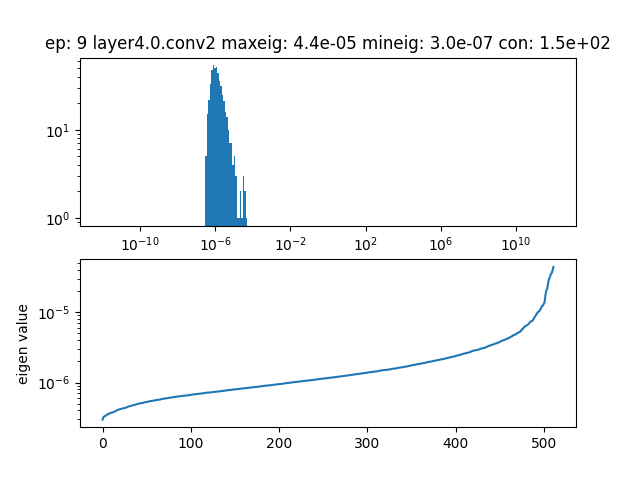 ep: 9 layer4.0.conv2 maxeig: 4.4e-05 mineig: 3.0e-07 con: 1.5e+02
10¹
10⁰
10⁻¹⁰ 10⁻⁶ 10⁻² 10² 10⁶ 10¹⁰
eigen value
10⁻⁵
10⁻⁶
0 100 200 300 400 500